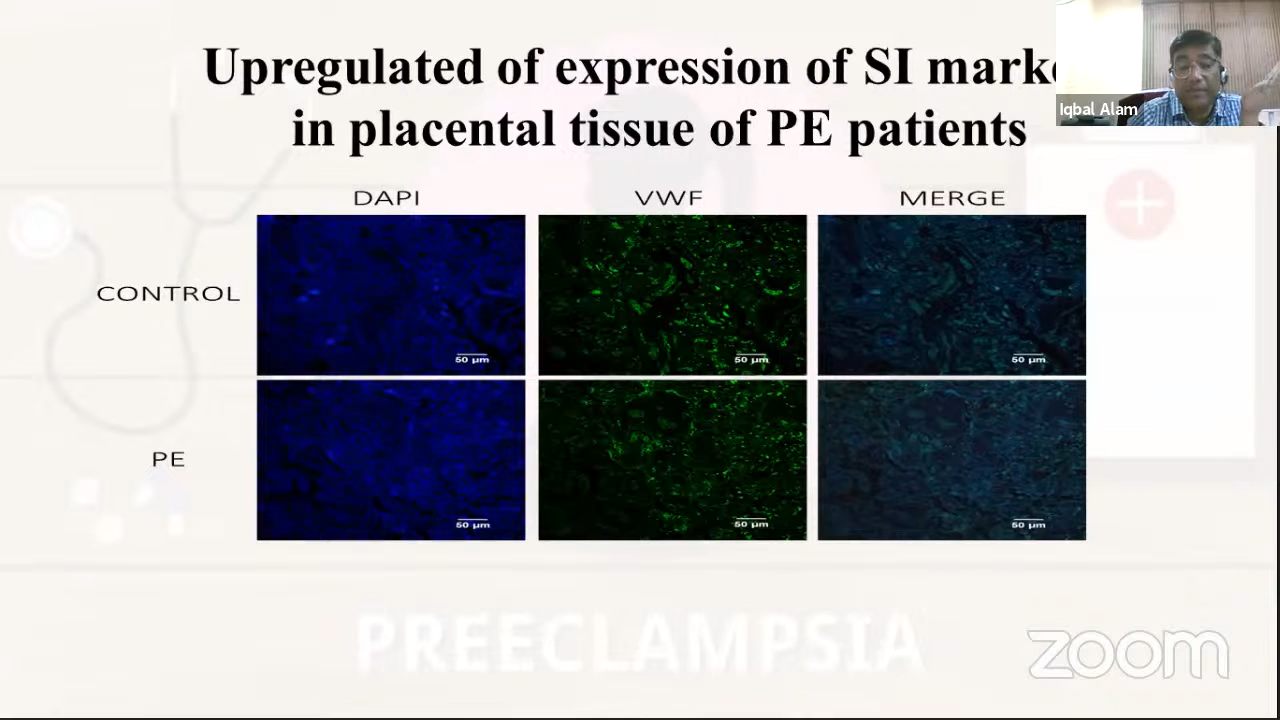 Upregulated of expression of SI marke
in placental tissue of PE patients
Iqbal Alam
DAPI
VWF
MERGE
CONTROL
50 µm
50 µm
50 µm
PE
50 µm
50 µm
50 µm
PREECLAMPSIA
zoom